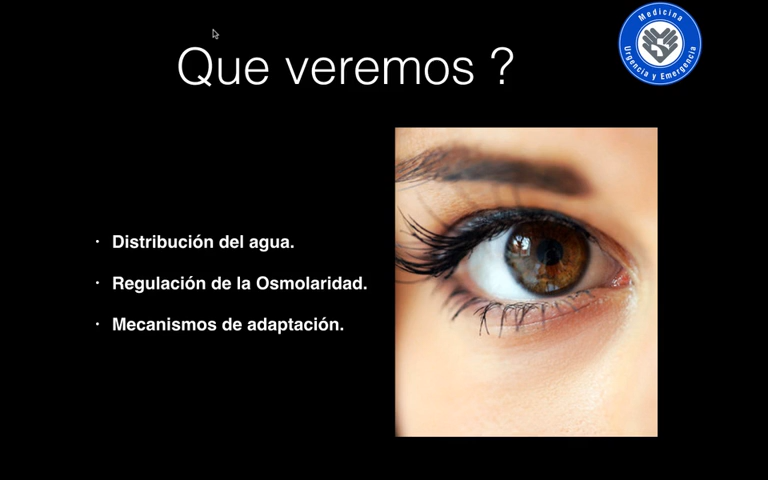 Que veremos ?
Medicina
Urgencia y Emergencia
· Distribución del agua.
· Regulación de la Osmolaridad.
· Mecanismos de adaptación.